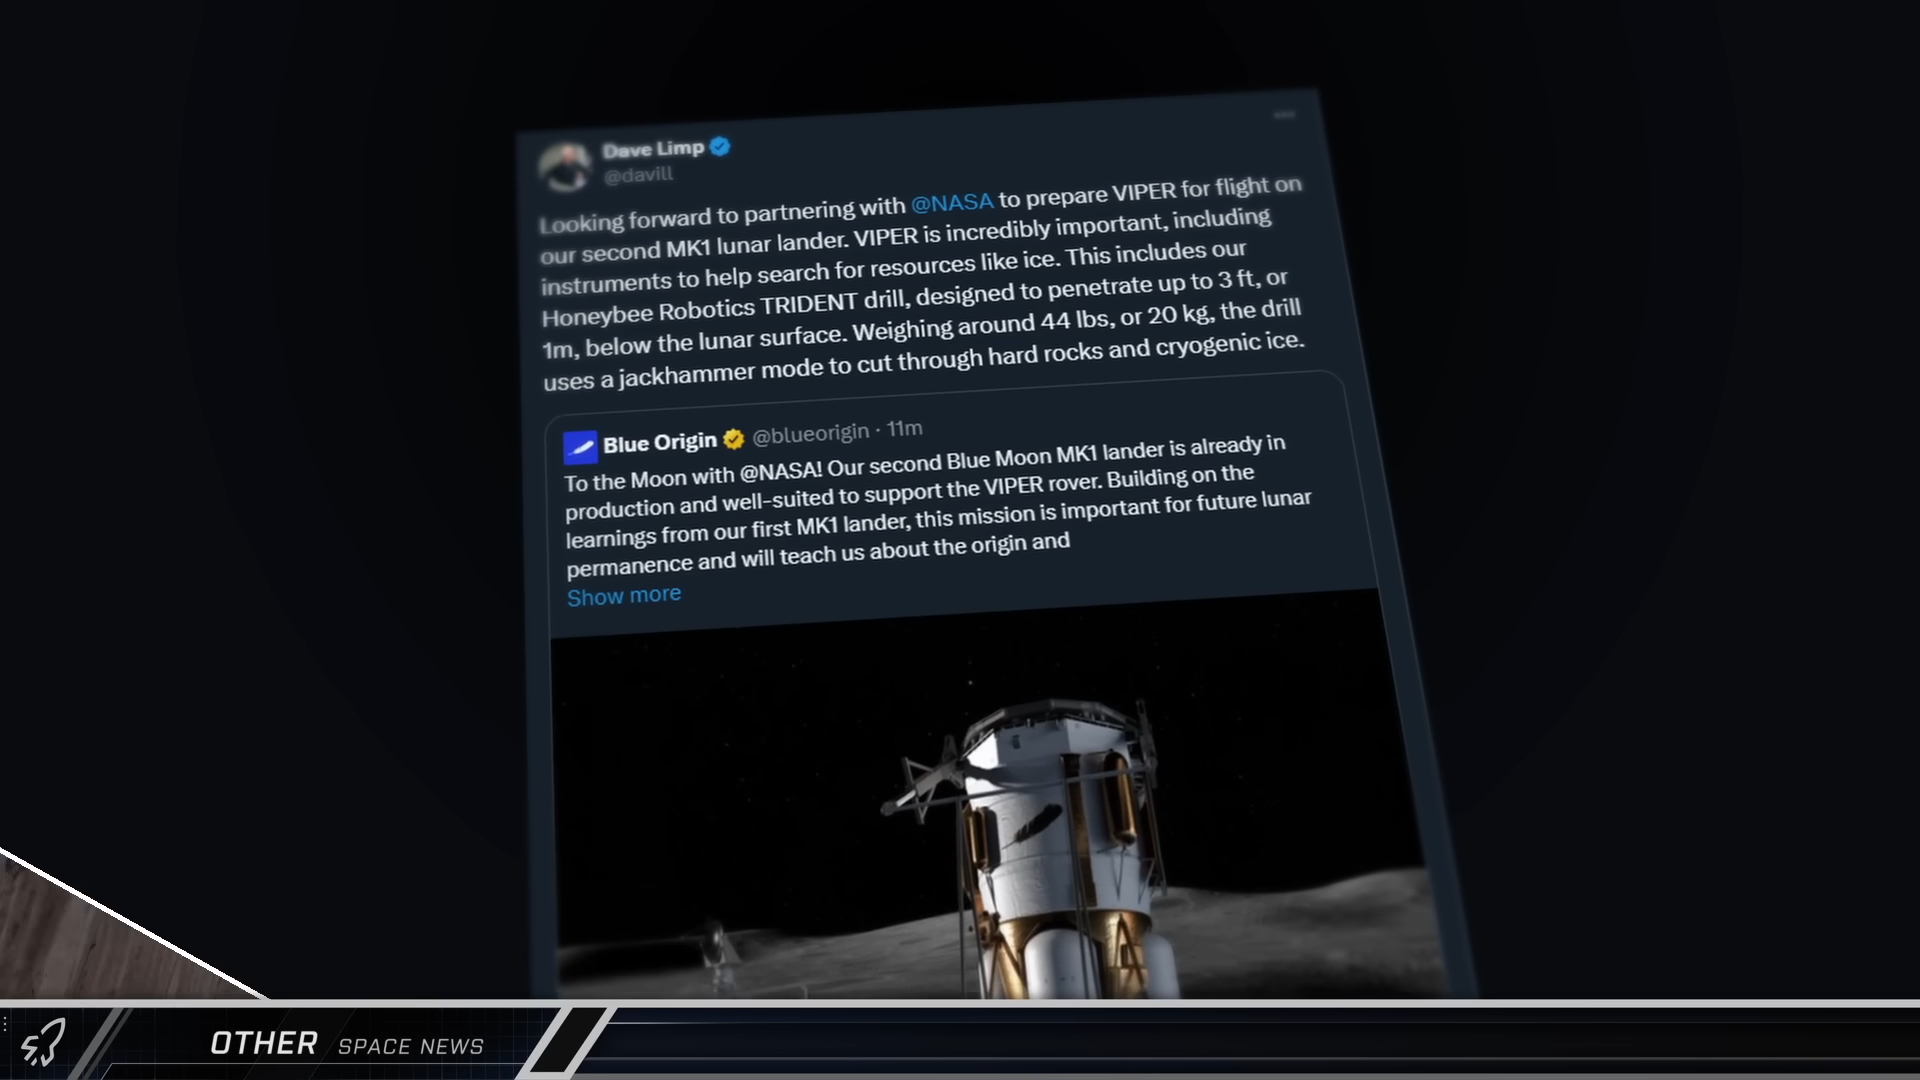 Dave Limp
@davill
Looking forward to partnering with @NASA to prepare VIPER for flight on
our second MK1 lunar lander. VIPER is incredibly important, including
instruments to help search for resources like ice. This includes our
Honeybee Robotics TRIDENT drill, designed to penetrate up to 3 ft, or
1m, below the lunar surface. Weighing around 44 lbs, or 20 kg, the drill
uses a jackhammer mode to cut through hard rocks and cryogenic ice.
Blue Origin @blueorigin · 11m
To the Moon with @NASA! Our second Blue Moon MK1 lander is already in
production and well-suited to support the VIPER rover. Building on the
learnings from our first MK1 lander, this mission is important for future lunar
permanence and will teach us about the origin and
Show more
OTHER SPACE NEWS